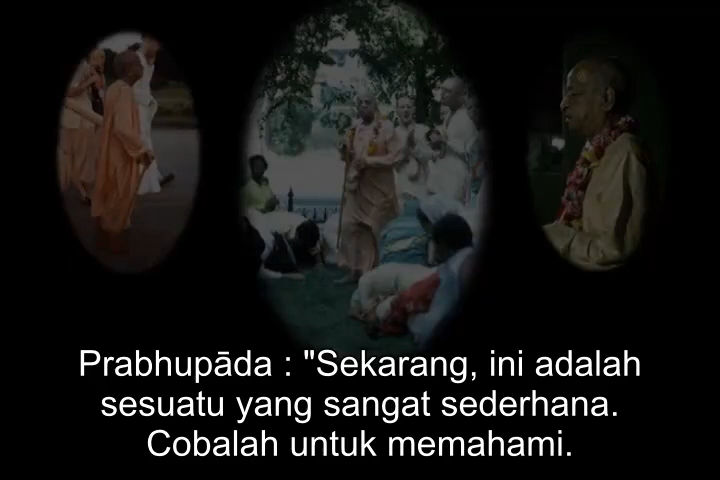 Prabhupāda : "Sekarang, ini adalah
sesuatu yang sangat sederhana.
Cobalah untuk memahami.